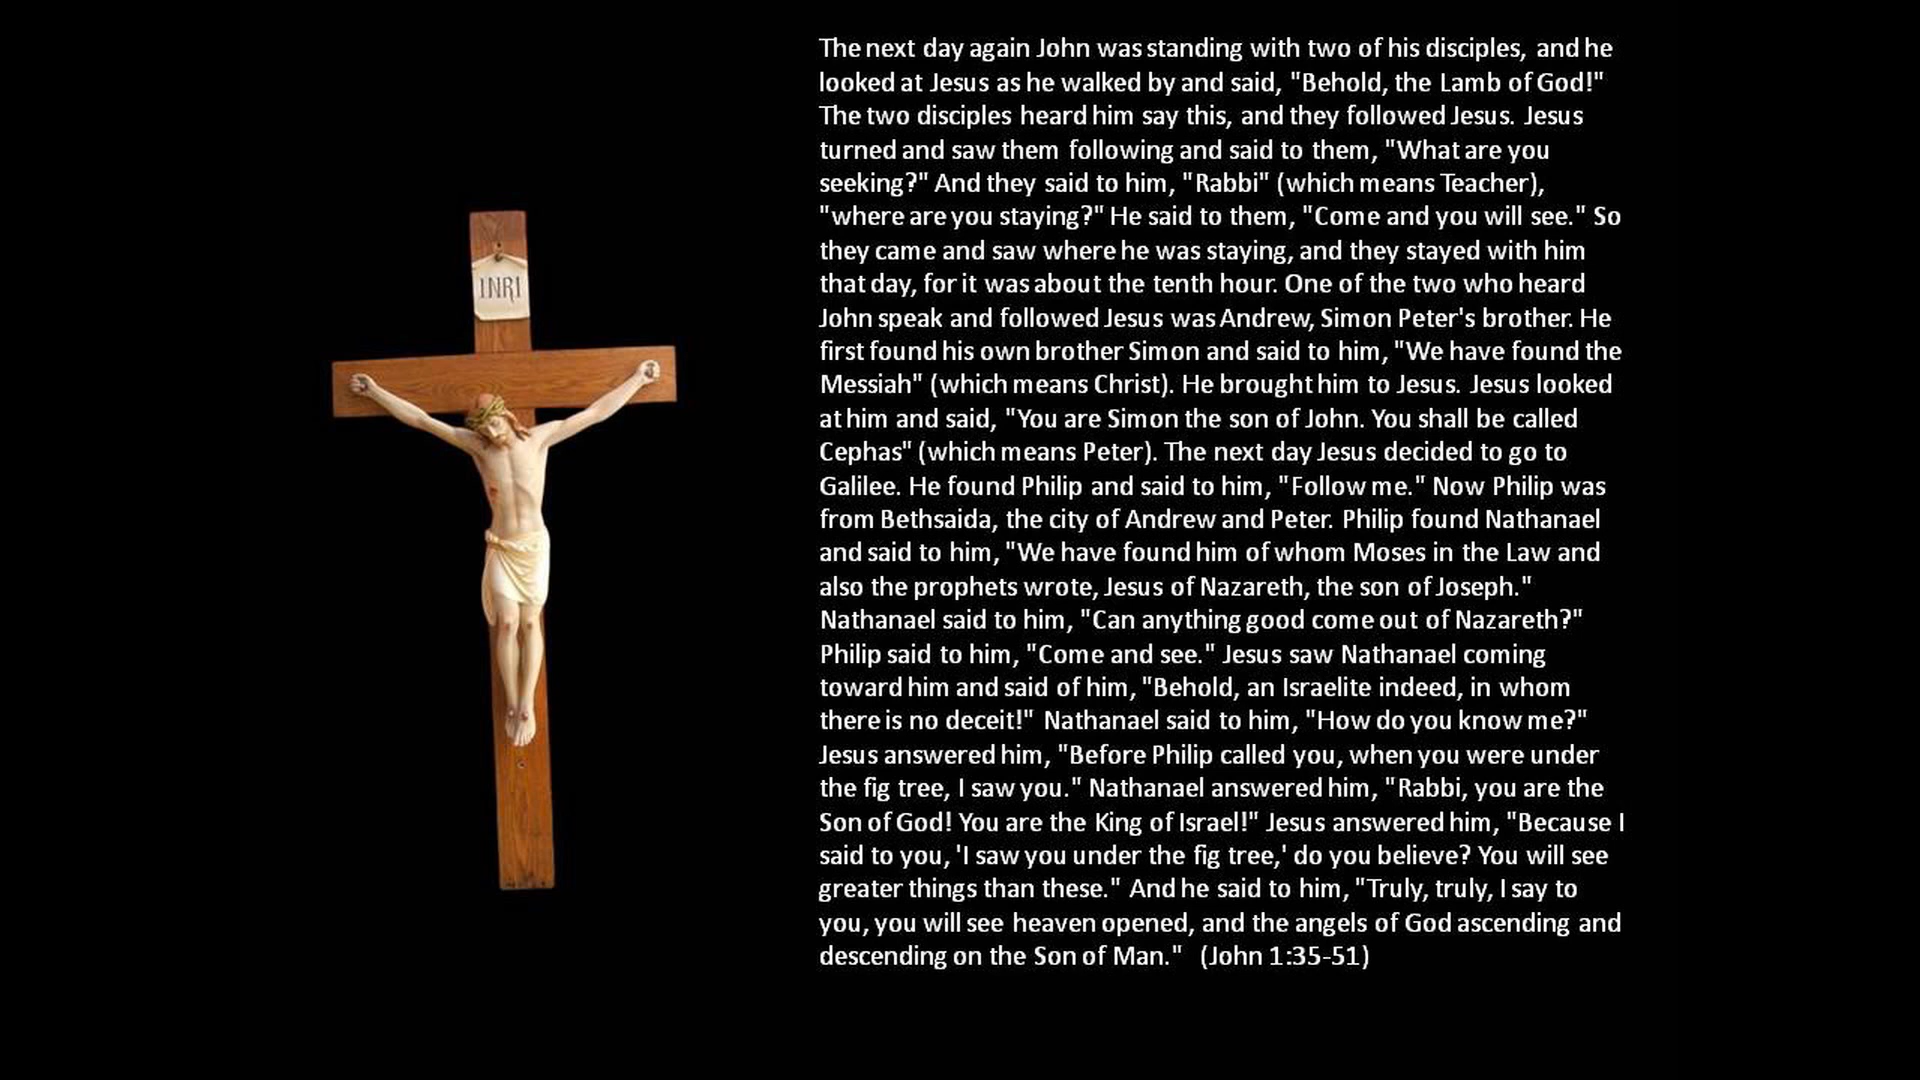 INRI
The next day again John was standing with two of his disciples, and he
looked at Jesus as he walked by and said, "Behold, the Lamb of God!"
The two disciples heard him say this, and they followed Jesus. Jesus
turned and saw them following and said to them, "What are you
seeking?" And they said to him, "Rabbi" (which means Teacher),
"where are you staying?" He said to them, "Come and you will see." So
they came and saw where he was staying, and they stayed with him
that day, for it was about the tenth hour. One of the two who heard
John speak and followed Jesus was Andrew, Simon Peter's brother. He
first found his own brother Simon and said to him, "We have found the
Messiah" (which means Christ). He brought him to Jesus. Jesus looked
at him and said, "You are Simon the son of John. You shall be called
Cephas" (which means Peter). The next day Jesus decided to go to
Galilee. He found Philip and said to him, "Follow me." Now Philip was
from Bethsaida, the city of Andrew and Peter. Philip found Nathanael
and said to him, "We have found him of whom Moses in the Law and
also the prophets wrote, Jesus of Nazareth, the son of Joseph."
Nathanael said to him, "Can anything good come out of Nazareth?"
Philip said to him, "Come and see." Jesus saw Nathanael coming
toward him and said of him, "Behold, an Israelite indeed, in whom
there is no deceit!" Nathanael said to him, "How do you know me?"
Jesus answered him, "Before Philip called you, when you were under
the fig tree, I saw you." Nathanael answered him, "Rabbi, you are the
Son of God! You are the King of Israel!" Jesus answered him, "Because I
said to you, 'I saw you under the fig tree,' do you believe? You will see
greater things than these." And he said to him, "Truly, truly, I say to
you, you will see heaven opened, and the angels of God ascending and
descending on the Son of Man." (John 1:35-51)